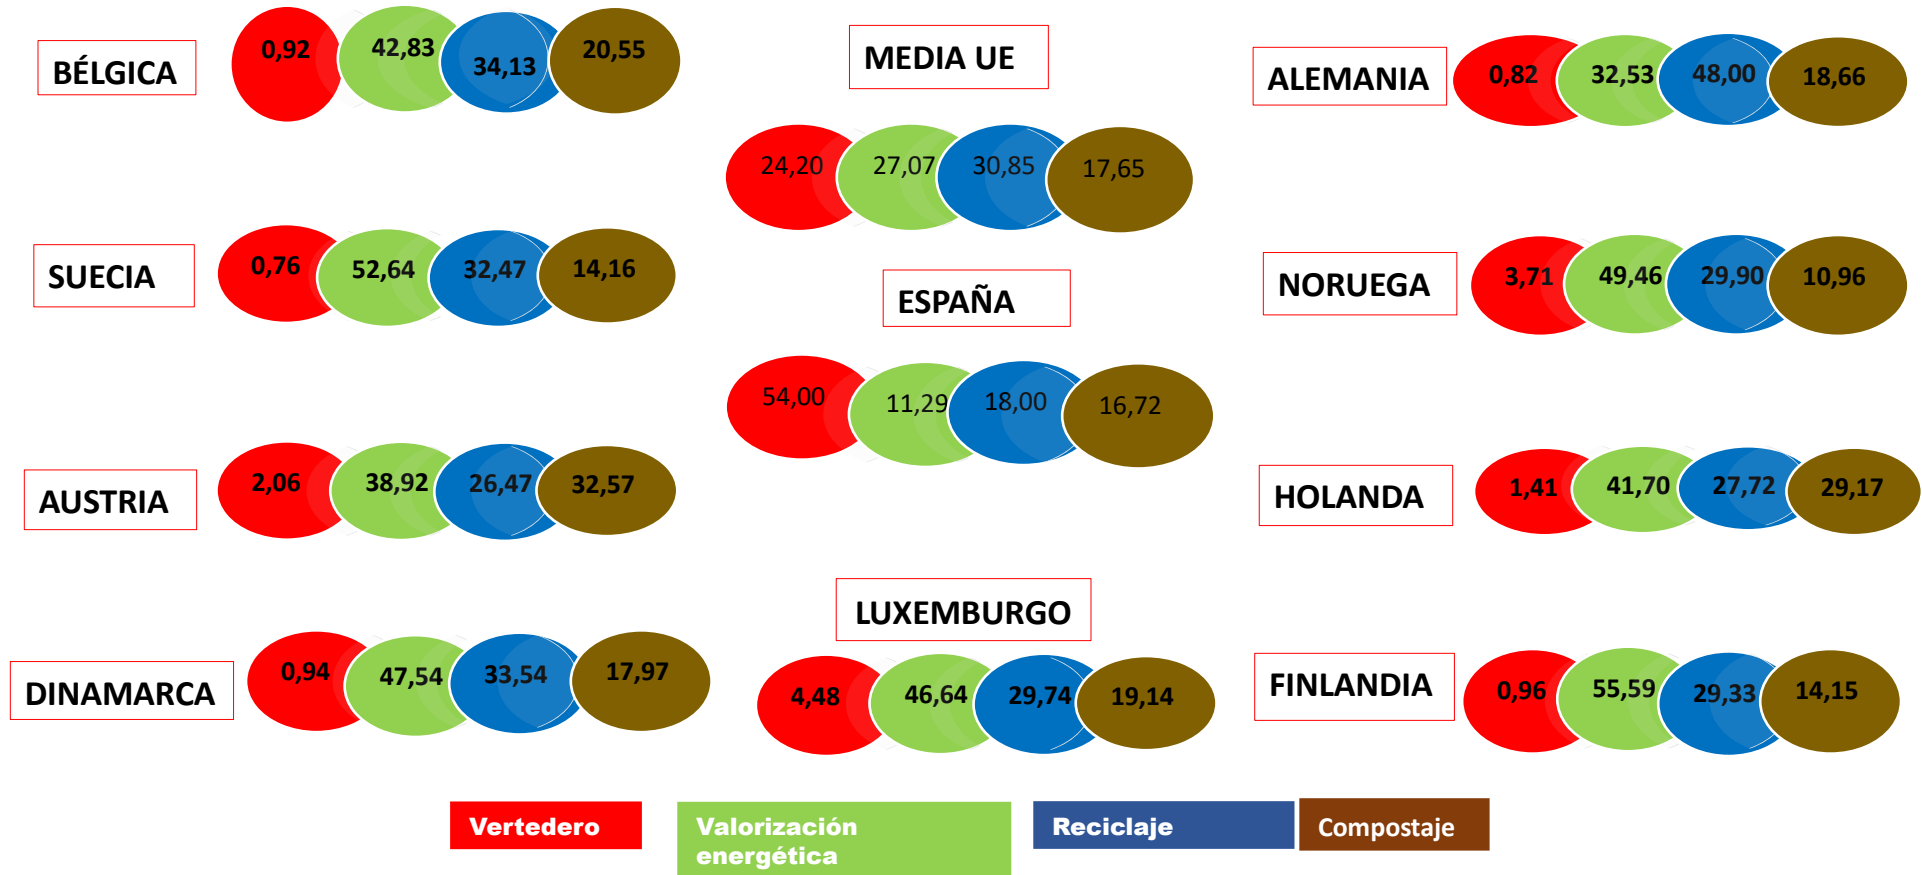 BÉLGICA
0,92 42,83 34,13 20,55
SUECIA
0,76 52,64 32,47 14,16
AUSTRIA
2,06 38,92 26,47 32,57
DINAMARCA
0,94 47,54 33,54 17,97
MEDIA UE
24,20 27,07 30,85 17,65
ESPAÑA
54,00 11,29 18,00 16,72
LUXEMBURGO
4,48 46,64 29,74 19,14
ALEMANIA
0,82 32,53 48,00 18,66
NORUEGA
3,71 49,46 29,90 10,96
HOLANDA
1,41 41,70 27,72 29,17
FINLANDIA
0,96 55,59 29,33 14,15
Vertedero
Valorización
energética
Reciclaje
Compostaje